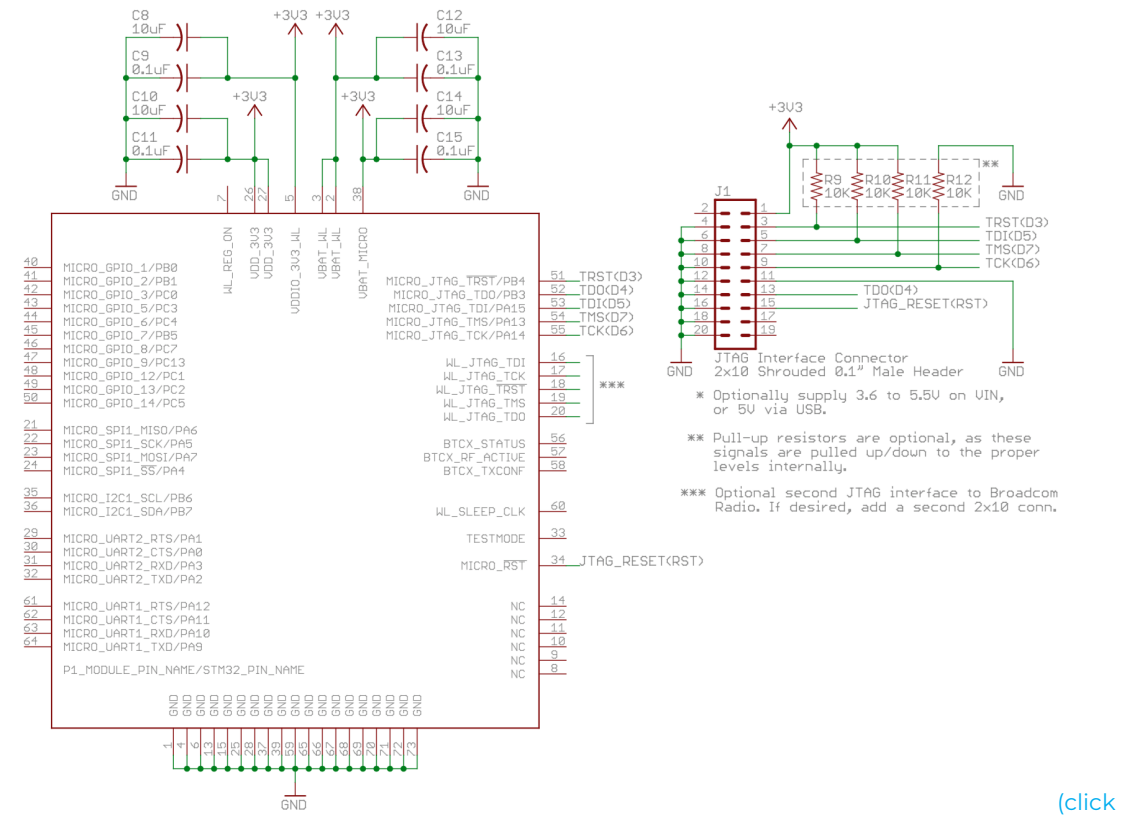 C8
10uF
C9
0.1uF
C10
10uF
C11
0.1uF
GND
+3V3
+3V3
+3V3
+3V3
C12
10uF
C13
0.1uF
C14
10uF
C15
0.1uF
GND
7
26
27
5
3
2
38
WL_REG_ON
VDD_3V3
VDD_3V3
VDDIO_3V3_WL
VBAT_WL
VBAT_WL
VBAT_MICRO
40 MICRO_GPIO_1/PB0
41 MICRO_GPIO_2/PB1
42 MICRO_GPIO_3/PC0
43 MICRO_GPIO_5/PC3
44 MICRO_GPIO_6/PC4
45 MICRO_GPIO_7/PB5
46 MICRO_GPIO_8/PC7
47 MICRO_GPIO_9/PC13
48 MICRO_GPIO_12/PC1
49 MICRO_GPIO_13/PC2
50 MICRO_GPIO_14/PC5
21 MICRO_SPI1_MISO/PA6
22 MICRO_SPI1_SCK/PA5
23 MICRO_SPI1_MOSI/PA7
24 MICRO_SPI1_SS/PA4
35 MICRO_I2C1_SCL/PB6
36 MICRO_I2C1_SDA/PB7
29 MICRO_UART2_RTS/PA1
30 MICRO_UART2_CTS/PA0
31 MICRO_UART2_RXD/PA3
32 MICRO_UART2_TXD/PA2
61 MICRO_UART1_RTS/PA12
62 MICRO_UART1_CTS/PA11
63 MICRO_UART1_RXD/PA10
64 MICRO_UART1_TXD/PA9
P1_MODULE_PIN_NAME/STM32_PIN_NAME
MICRO_JTAG_TRST/PB4 51 TRST(D3)
MICRO_JTAG_TDO/PB3 52 TDO(D4)
MICRO_JTAG_TDI/PA15 53 TDI(D5)
MICRO_JTAG_TMS/PA13 54 TMS(D7)
MICRO_JTAG_TCK/PA14 55 TCK(D6)
WL_JTAG_TDI 16
WL_JTAG_TCK 17
WL_JTAG_TRST 18 ***
WL_JTAG_TMS 19
WL_JTAG_TDO 20
BTCX_STATUS 56
BTCX_RF_ACTIVE 57
BTCX_TXCONF 58
WL_SLEEP_CLK 60
TESTMODE 33
MICRO_RST 34 JTAG_RESET(RST)
NC 14
NC 12
NC 11
NC 10
NC 9
NC 8
GND GND GND GND GND GND GND GND GND GND GND GND GND GND GND GND GND GND GND
1 4 6 13 15 25 28 37 39 59 65 66 67 68 69 70 71 72 73
GND
+3V3
**
R9
10K
R10
10K
R11
10K
R12
10K
GND
J1
2 1
4 3 TRST(D3)
6 5 TDI(D5)
8 7 TMS(D7)
10 9 TCK(D6)
12 11
14 13 TDO(D4)
16 15 JTAG_RESET(RST)
18 17
20 19
GND
GND
JTAG Interface Connector
2x10 Shrouded 0.1" Male Header
* Optionally supply 3.6 to 5.5V on VIN,
or 5V via USB.
** Pull-up resistors are optional, as these
signals are pulled up/down to the proper
levels internally.
*** Optional second JTAG interface to Broadcom
Radio. If desired, add a second 2x10 conn.
(click